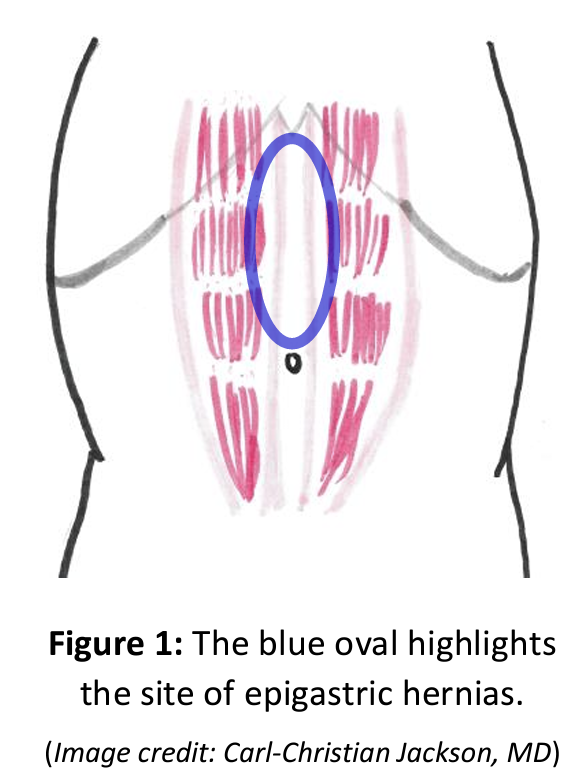 Figure 1: The blue oval highlights
the site of epigastric hernias.
(Image credit: Carl-Christian Jackson, MD)